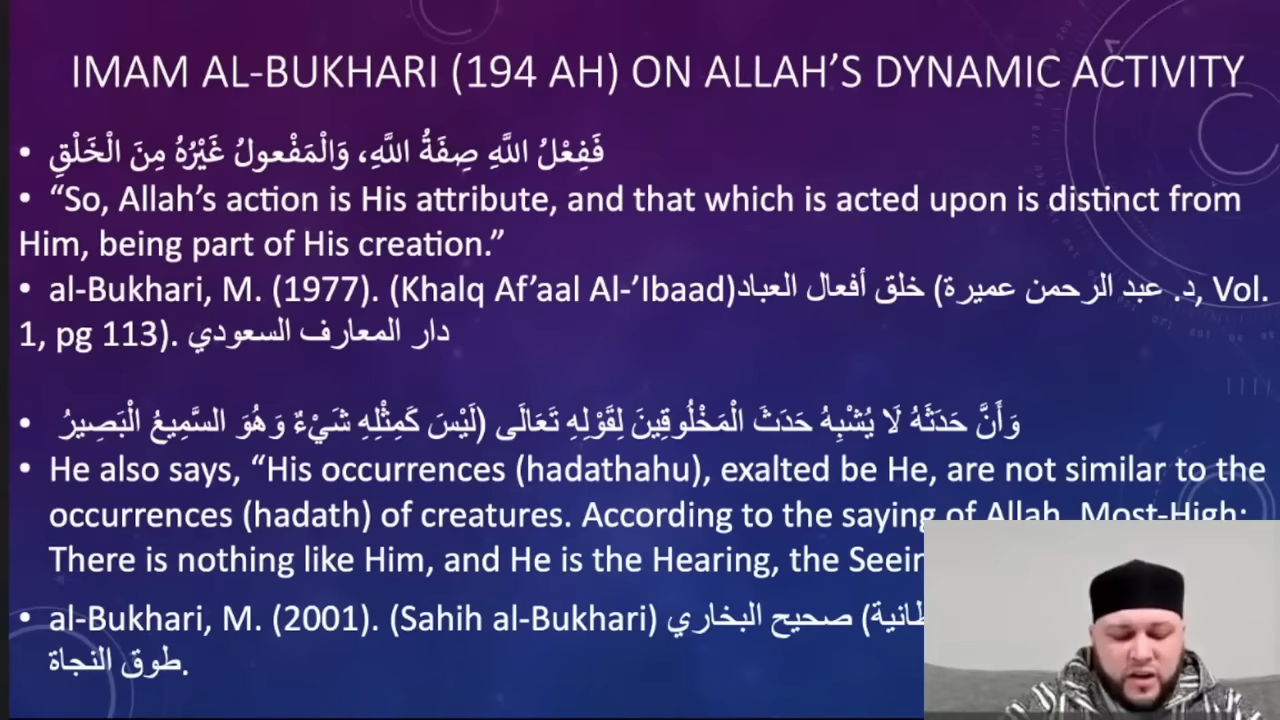 IMAM AL-BUKHARI (194 AH) ON ALLAH’S DYNAMIC ACTIVITY
• فَفِعْلُ اللَّهِ صِفَةُ اللَّهِ، وَالْمَفْعولُ غَيْرُهُ مِنَ الْخَلْقِ
• “So, Allah’s action is His attribute, and that which is acted upon is distinct from
Him, being part of His creation.”
• al-Bukhari, M. (1977). (Khalq Af’aal Al-’Ibaad)خلق أفعال العباد (د. عبد الرحمن عميرة, Vol.
1, pg 113). دار المعارف السعودي
• وَأَنَّ حَدَثَهُ لَا يُشْبِهُ حَدَثَ الْمَخْلُوقِينَ لِقَوْلِهِ تَعَالَى (لَيْسَ كَمِثْلِهِ شَيْءٌ وَهُوَ السَّمِيعُ الْبَصِيرُ
• He also says, “His occurrences (hadathahu), exalted be He, are not similar to the
occurrences (hadath) of creatures. According to the saying of Allah, Most-High:
There is nothing like Him, and He is the Hearing, the
• al-Bukhari, M. (2001). (Sahih al-Bukhari) صحيح البخاري
طوق النجاة.